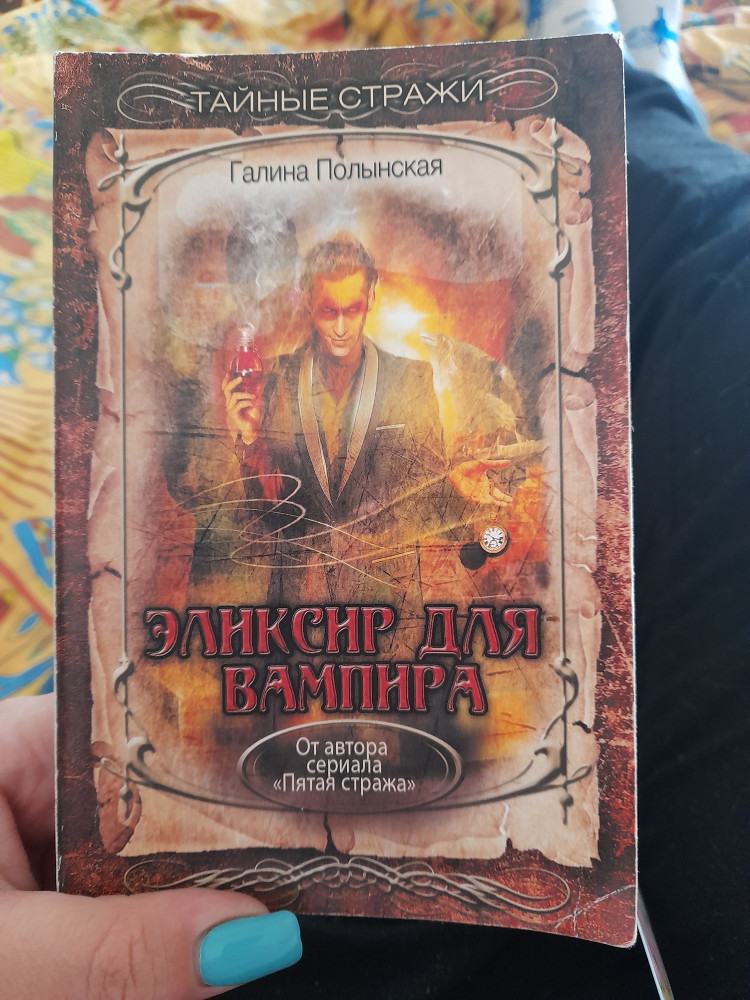 ТАЙНЫЕ СТРАЖИ
Галина Полынская
ЭЛИКСИР ДЛЯ
ВАМПИРА
От автора
сериала
«Пятая стража»